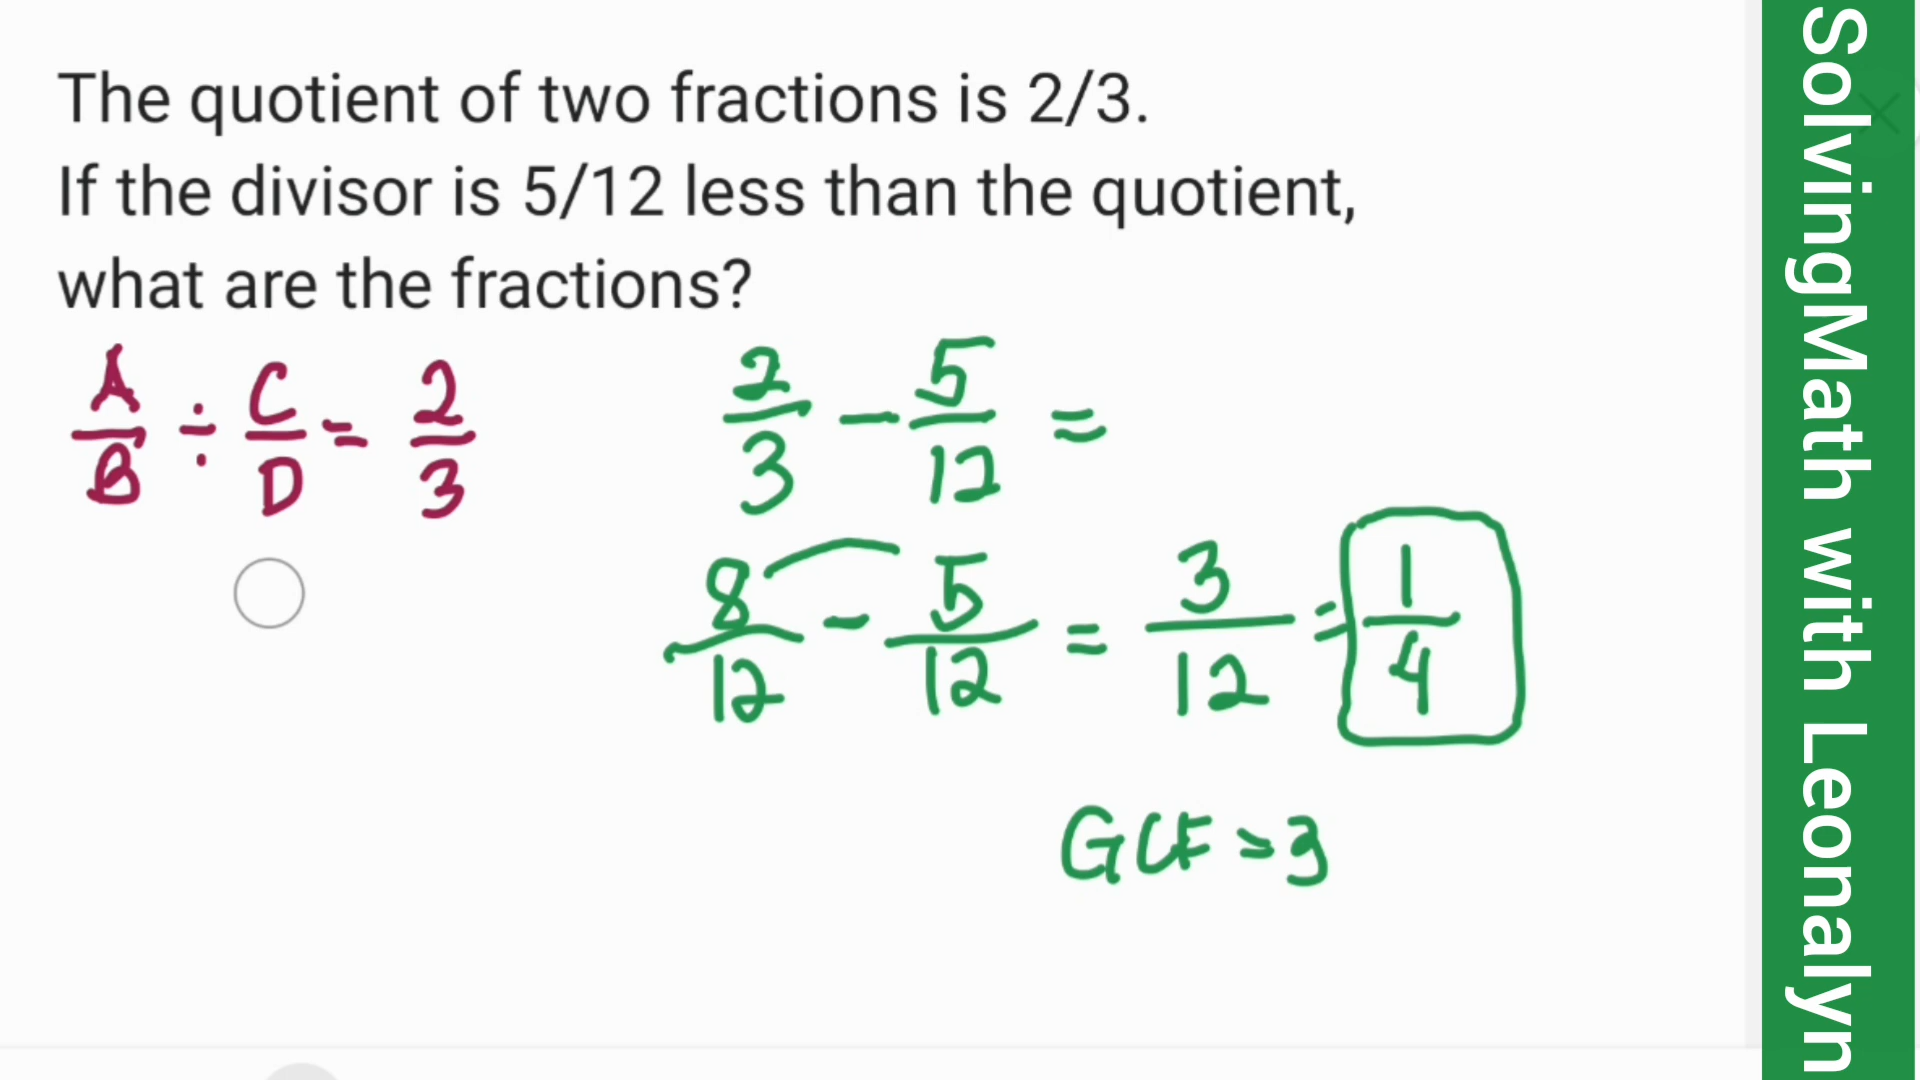 The quotient of two fractions is 2/3.
If the divisor is 5/12 less than the quotient,
what are the fractions?
A/B ÷ C/D = 2/3
2/3 - 5/12 =
8/12 - 5/12 = 3/12 = 1/4
GCF = 3
SolvingMath with Leonalyn